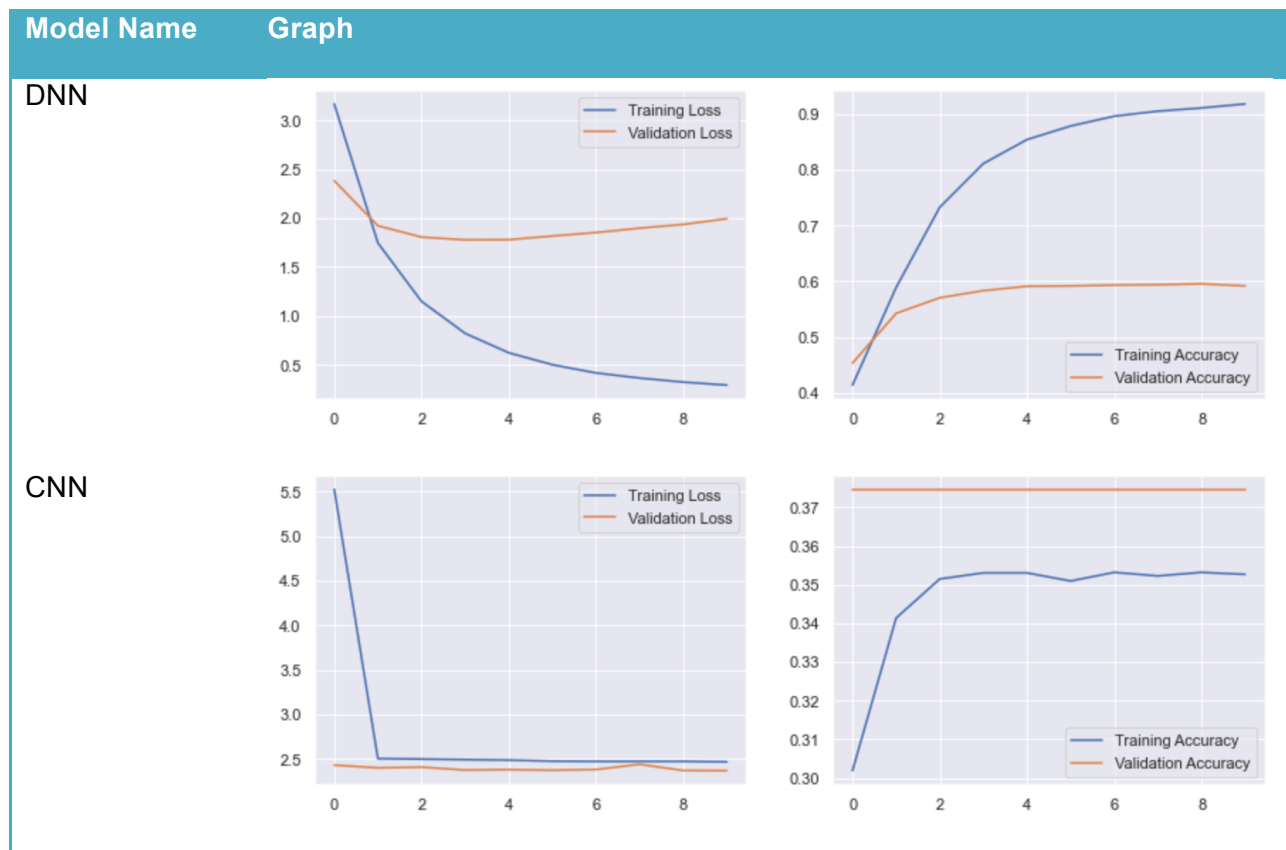 Model Name Graph
DNN
3.0
2.5
2.0
1.5
1.0
0.5
0 2 4 6 8
Training Loss
Validation Loss
0.9
0.8
0.7
0.6
0.5
0.4
0 2 4 6 8
Training Accuracy
Validation Accuracy
CNN
5.5
5.0
4.5
4.0
3.5
3.0
2.5
0 2 4 6 8
Training Loss
Validation Loss
0.37
0.36
0.35
0.34
0.33
0.32
0.31
0.30
0 2 4 6 8
Training Accuracy
Validation Accuracy